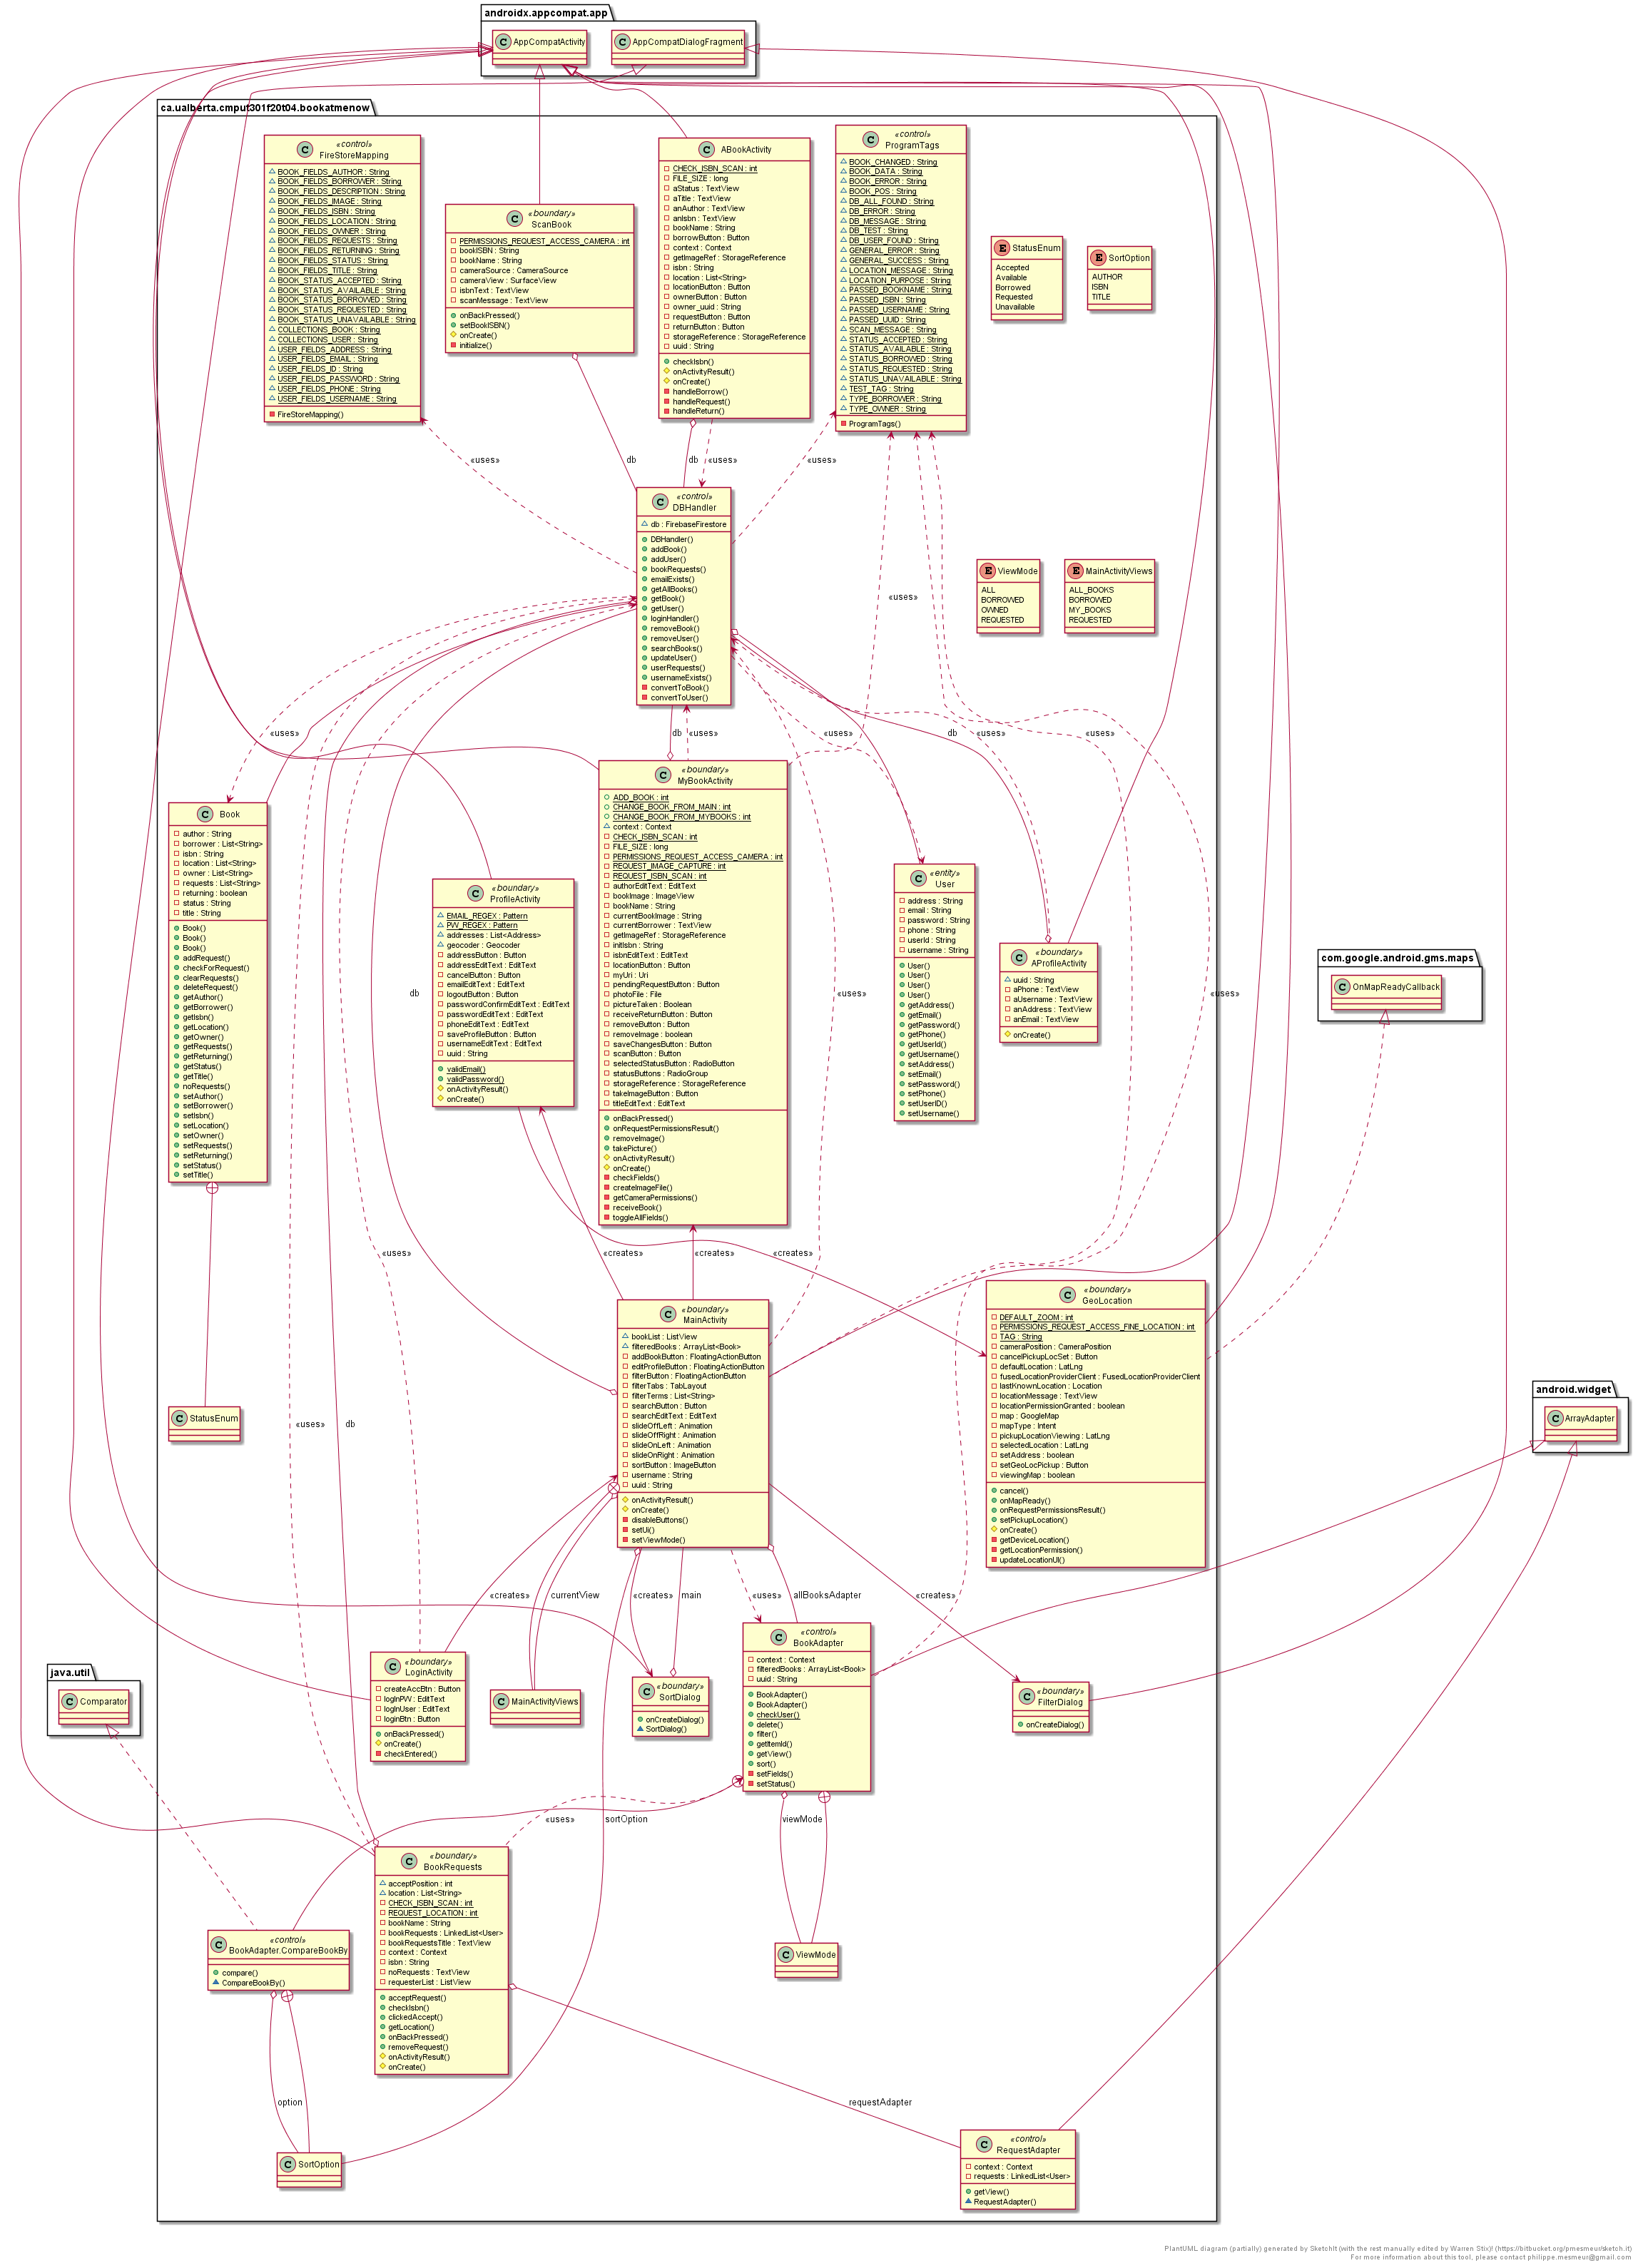 androidx.appcompat.app
AppCompatActivity
AppCompatDialogFragment
ca.ualberta.cmput301f20t04.bookatmenow
«control»
FireStoreMapping
BOOK_FIELDS_AUTHOR : String
BOOK_FIELDS_BORROWER : String
BOOK_FIELDS_DESCRIPTION : String
BOOK_FIELDS_IMAGE : String
BOOK_FIELDS_ISBN : String
BOOK_FIELDS_LOCATION : String
BOOK_FIELDS_OWNER : String
BOOK_FIELDS_REQUESTS : String
BOOK_FIELDS_RETURNING : String
BOOK_FIELDS_STATUS : String
BOOK_FIELDS_TITLE : String
BOOK_STATUS_ACCEPTED : String
BOOK_STATUS_AVAILABLE : String
BOOK_STATUS_BORROWED : String
BOOK_STATUS_REQUESTED : String
BOOK_STATUS_UNAVAILABLE : String
COLLECTIONS_BOOK : String
COLLECTIONS_USER : String
USER_FIELDS_ADDRESS : String
USER_FIELDS_EMAIL : String
USER_FIELDS_ID : String
USER_FIELDS_PASSWORD : String
USER_FIELDS_PHONE : String
USER_FIELDS_USERNAME : String
FireStoreMapping()
«boundary»
ScanBook
PERMISSIONS_REQUEST_ACCESS_CAMERA : int
bookISBN : String
bookName : String
cameraSource : CameraSource
cameraView : SurfaceView
isbnText : TextView
scanMessage : TextView
onBackPressed()
setBookISBN()
onCreate()
initialize()
ABookActivity
CHECK_ISBN_SCAN : int
FILE_SIZE : long
aStatus : TextView
aTitle : TextView
anAuthor : TextView
anIsbn : TextView
bookName : String
borrowButton : Button
context : Context
getImageRef : StorageReference
isbn : String
location : List<String>
locationButton : Button
ownerButton : Button
owner_uuid : String
requestButton : Button
returnButton : Button
storageReference : StorageReference
uuid : String
checkIsbn()
onActivityResult()
onCreate()
handleBorrow()
handleRequest()
handleReturn()
«control»
ProgramTags
BOOK_CHANGED : String
BOOK_DATA : String
BOOK_ERROR : String
BOOK_POS : String
DB_ALL_FOUND : String
DB_ERROR : String
DB_MESSAGE : String
DB_TEST : String
DB_USER_FOUND : String
GENERAL_ERROR : String
GENERAL_SUCCESS : String
LOCATION_MESSAGE : String
LOCATION_PURPOSE : String
PASSED_BOOKNAME : String
PASSED_ISBN : String
PASSED_USERNAME : String
PASSED_UUID : String
SCAN_MESSAGE : String
STATUS_ACCEPTED : String
STATUS_AVAILABLE : String
STATUS_BORROWED : String
STATUS_REQUESTED : String
STATUS_UNAVAILABLE : String
TEST_TAG : String
TYPE_BORROWER : String
TYPE_OWNER : String
ProgramTags()
StatusEnum
Accepted
Available
Borrowed
Requested
Unavailable
SortOption
AUTHOR
ISBN
TITLE
«uses»
db
db
«uses»
«uses»
«control»
DBHandler
db : FirebaseFirestore
DBHandler()
addBook()
addUser()
bookRequests()
emailExists()
getAllBooks()
getBook()
getUser()
loginHandler()
removeBook()
removeUser()
searchBooks()
updateUser()
userRequests()
usernameExists()
convertToBook()
convertToUser()
ViewMode
ALL
BORROWED
OWNED
REQUESTED
MainActivityViews
ALL_BOOKS
BORROWED
MY_BOOKS
REQUESTED
«uses»
«uses»
db
«uses»
«uses»
db
«uses»
«uses»
Book
author : String
borrower : List<String>
isbn : String
location : List<String>
owner : List<String>
requests : List<String>
returning : boolean
status : String
title : String
Book()
Book()
Book()
addRequest()
checkForRequest()
clearRequests()
deleteRequest()
getAuthor()
getBorrower()
getIsbn()
getLocation()
getOwner()
getRequests()
getReturning()
getStatus()
getTitle()
noRequests()
setAuthor()
setBorrower()
setIsbn()
setLocation()
setOwner()
setRequests()
setReturning()
setStatus()
setTitle()
«boundary»
ProfileActivity
EMAIL_REGEX : Pattern
PW_REGEX : Pattern
addresses : List<Address>
geocoder : Geocoder
addressButton : Button
addressEditText : EditText
cancelButton : Button
emailEditText : EditText
logoutButton : Button
passwordConfirmEditText : EditText
passwordEditText : EditText
phoneEditText : EditText
saveProfileButton : Button
usernameEditText : EditText
uuid : String
validEmail()
validPassword()
onActivityResult()
onCreate()
«boundary»
MyBookActivity
ADD_BOOK : int
CHANGE_BOOK_FROM_MAIN : int
CHANGE_BOOK_FROM_MYBOOKS : int
context : Context
CHECK_ISBN_SCAN : int
FILE_SIZE : long
PERMISSIONS_REQUEST_ACCESS_CAMERA : int
REQUEST_IMAGE_CAPTURE : int
REQUEST_ISBN_SCAN : int
authorEditText : EditText
bookImage : ImageView
bookName : String
currentBookImage : String
currentBorrower : TextView
getImageRef : StorageReference
initIsbn : String
isbnEditText : EditText
locationButton : Button
myUri : Uri
pendingRequestButton : Button
photoFile : File
pictureTaken : Boolean
receiveReturnButton : Button
removeButton : Button
removeImage : boolean
saveChangesButton : Button
scanButton : Button
selectedStatusButton : RadioButton
statusButtons : RadioGroup
storageReference : StorageReference
takeImageButton : Button
titleEditText : EditText
onBackPressed()
onRequestPermissionsResult()
removeImage()
takePicture()
onActivityResult()
onCreate()
checkFields()
createImageFile()
getCameraPermissions()
receiveBook()
toggleAllFields()
«entity»
User
address : String
email : String
password : String
phone : String
userId : String
username : String
User()
User()
User()
User()
getAddress()
getEmail()
getPassword()
getPhone()
getUserId()
getUsername()
setAddress()
setEmail()
setPassword()
setPhone()
setUserID()
setUsername()
«boundary»
AProfileActivity
uuid : String
aPhone : TextView
aUsername : TextView
anAddress : TextView
anEmail : TextView
onCreate()
com.google.android.gms.maps
OnMapReadyCallback
db
«uses»
«uses»
«uses»
«creates»
«creates»
«creates»
«boundary»
MainActivity
bookList : ListView
filteredBooks : ArrayList<Book>
addBookButton : FloatingActionButton
editProfileButton : FloatingActionButton
filterButton : FloatingActionButton
filterTabs : TabLayout
filterTerms : List<String>
searchButton : Button
searchEditText : EditText
slideOffLeft : Animation
slideOffRight : Animation
slideOnLeft : Animation
slideOnRight : Animation
sortButton : ImageButton
username : String
uuid : String
onActivityResult()
onCreate()
disableButtons()
setUi()
setViewMode()
«boundary»
GeoLocation
DEFAULT_ZOOM : int
PERMISSIONS_REQUEST_ACCESS_FINE_LOCATION : int
TAG : String
cameraPosition : CameraPosition
cancelPickupLocSet : Button
defaultLocation : LatLng
fusedLocationProviderClient : FusedLocationProviderClient
lastKnownLocation : Location
locationMessage : TextView
locationPermissionGranted : boolean
map : GoogleMap
mapType : Intent
pickupLocationViewing : LatLng
selectedLocation : LatLng
setAddress : boolean
setGeoLocPickup : Button
viewingMap : boolean
cancel()
onMapReady()
onRequestPermissionsResult()
setPickupLocation()
onCreate()
getDeviceLocation()
getLocationPermission()
updateLocationUI()
android.widget
ArrayAdapter
StatusEnum
«uses»
db
«creates»
currentView
«creates»
main
«uses»
allBooksAdapter
«creates»
java.util
Comparator
«boundary»
LoginActivity
createAccBtn : Button
logInPW : EditText
logInUser : EditText
loginBtn : Button
onBackPressed()
onCreate()
checkEntered()
MainActivityViews
«boundary»
SortDialog
onCreateDialog()
SortDialog()
«control»
BookAdapter
context : Context
filteredBooks : ArrayList<Book>
uuid : String
BookAdapter()
BookAdapter()
checkUser()
delete()
filter()
getItemId()
getView()
sort()
setFields()
setStatus()
«boundary»
FilterDialog
onCreateDialog()
«uses»
sortOption
viewMode
«control»
BookAdapter.CompareBookBy
compare()
CompareBookBy()
«boundary»
BookRequests
acceptPosition : int
location : List<String>
CHECK_ISBN_SCAN : int
REQUEST_LOCATION : int
bookName : String
bookRequests : LinkedList<User>
bookRequestsTitle : TextView
context : Context
isbn : String
noRequests : TextView
requesterList : ListView
acceptRequest()
checkIsbn()
clickedAccept()
getLocation()
onBackPressed()
removeRequest()
onActivityResult()
onCreate()
ViewMode
option
requestAdapter
SortOption
«control»
RequestAdapter
context : Context
requests : LinkedList<User>
getView()
RequestAdapter()
PlantUML diagram (partially) generated by SketchIt (with the rest manually edited by Warren Stix)! (https://bitbucket.org/pmesmeur/sketch.it)
For more information about this tool, please contact philippe.mesmeur@gmail.com